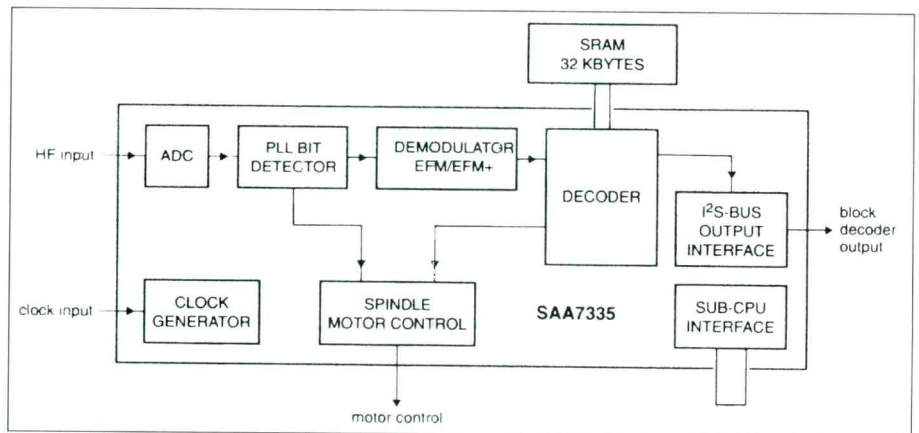 SRAM
32 KBYTES
HF input
ADC
PLL BIT
DETECTOR
DEMODULATOR
EFM/EFM+
DECODER
I²S-BUS
OUTPUT
INTERFACE
block
decoder
output
clock input
CLOCK
GENERATOR
SPINDLE
MOTOR CONTROL
SAA7335
SUB-CPU
INTERFACE
motor control